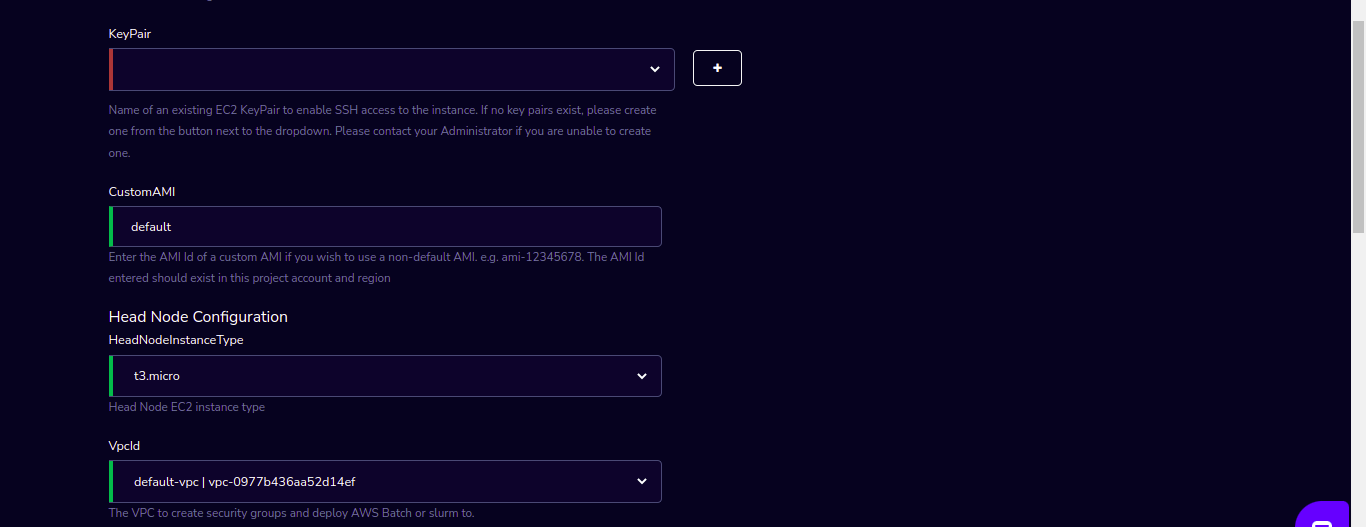 KeyPair
+
Name of an existing EC2 KeyPair to enable SSH access to the instance. If no key pairs exist, please create
one from the button next to the dropdown. Please contact your Administrator if you are unable to create
one.
CustomAMI
default
Enter the AMI Id of a custom AMI if you wish to use a non-default AMI. e.g. ami-12345678. The AMI Id
entered should exist in this project account and region
Head Node Configuration
HeadNodeInstanceType
t3.micro
Head Node EC2 instance type
VpcId
default-vpc | vpc-0977b436aa52d14ef
The VPC to create security groups and deploy AWS Batch or slurm to.